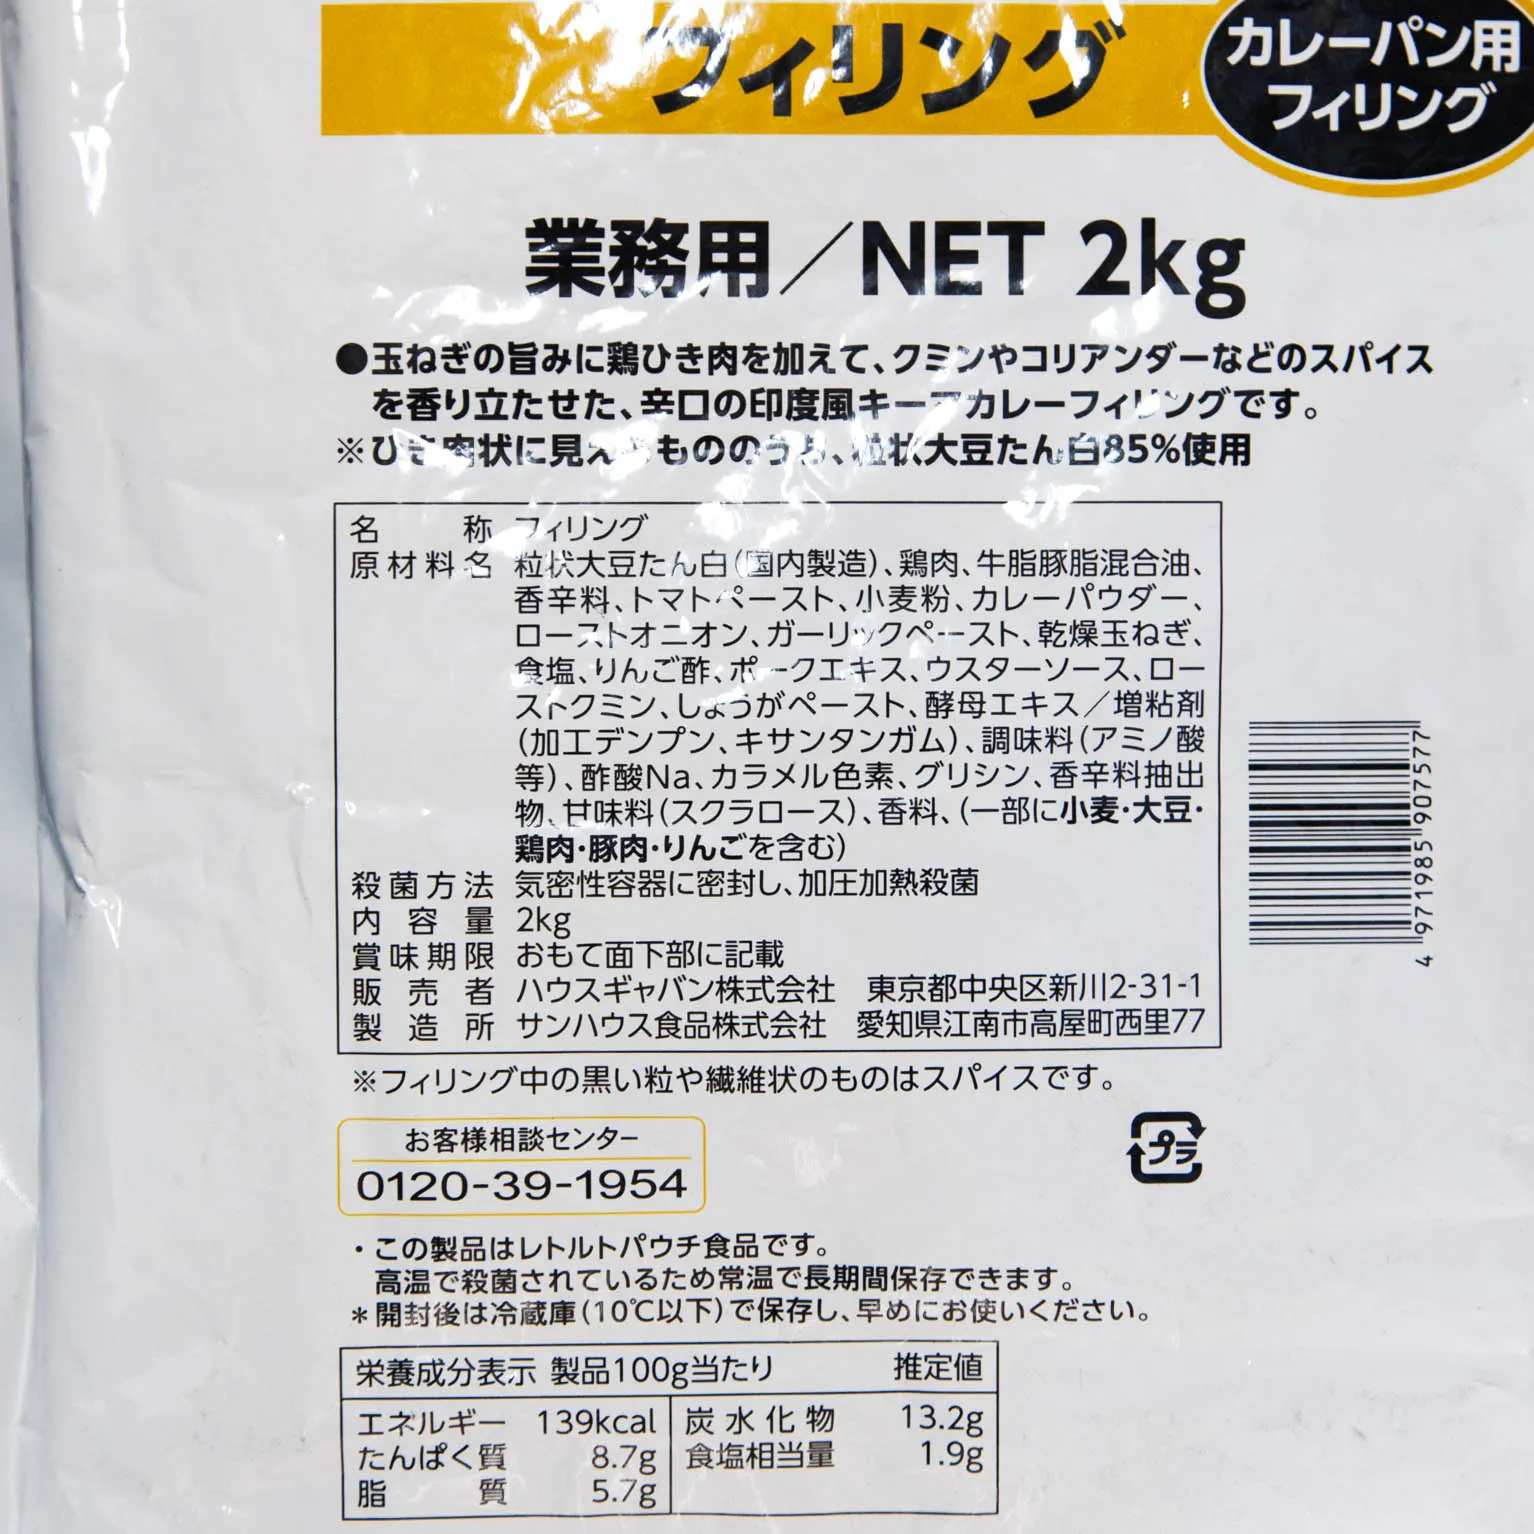 フィリング
カレーパン用
フィリング
業務用／NET 2kg
●玉ねぎの旨みに鶏ひき肉を加えて、クミンやコリアンダーなどのスパイス
を香り立たせた、辛口の印度風キーマカレーフィリングです。
※ひき肉状に見えるもののうち、粒状大豆たん白85%使用
名称 フィリング
原材料名 粒状大豆たん白（国内製造）、鶏肉、牛脂豚脂混合油、
香辛料、トマトペースト、小麦粉、カレーパウダー、
ローストオニオン、ガーリックペースト、乾燥玉ねぎ、
食塩、りんご酢、ポークエキス、ウスターソース、ロー
ストクミン、しょうがペースト、酵母エキス／増粘剤
（加工デンプン、キサンタンガム）、調味料（アミノ酸
等）、酢酸Na、カラメル色素、グリシン、香辛料抽出
物、甘味料（スクラロース）、香料、（一部に小麦・大豆・
鶏肉・豚肉・りんごを含む）
殺菌方法 気密性容器に密封し、加圧加熱殺菌
内容量 2kg
賞味期限 おもて面下部に記載
販売者 ハウスギャバン株式会社 東京都中央区新川2-31-1
製造所 サンハウス食品株式会社 愛知県江南市高屋町西里77
※フィリング中の黒い粒や繊維状のものはスパイスです。
4971985907577
お客様相談センター
0120-39-1954
プラ
・この製品はレトルトパウチ食品です。
高温で殺菌されているため常温で長期間保存できます。
＊開封後は冷蔵庫（10℃以下）で保存し、早めにお使いください。
栄養成分表示 製品100g当たり 推定値
エネルギー 139kcal 炭水化物 13.2g
たんぱく質 8.7g 食塩相当量 1.9g
脂質 5.7g